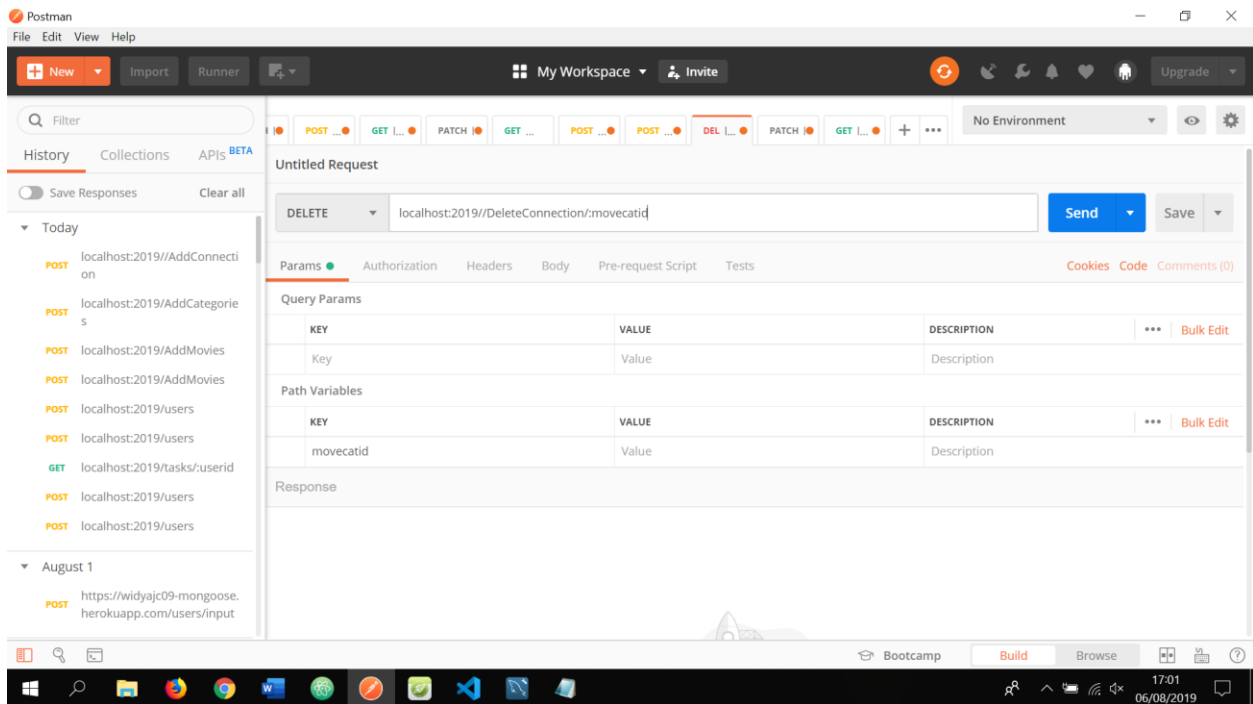 Postman
File Edit View Help
New Import Runner My Workspace Invite Upgrade
Filter
History Collections APIs BETA
Save Responses Clear all
Today
POST localhost:2019//AddConnecti
on
POST localhost:2019/AddCategorie
s
POST localhost:2019/AddMovies
POST localhost:2019/AddMovies
POST localhost:2019/users
POST localhost:2019/users
GET localhost:2019/tasks/:userid
POST localhost:2019/users
POST localhost:2019/users
August 1
POST https://widyajc09-mongoose.
herokuapp.com/users/input
POST ... GET |... PATCH | GET ... POST ... POST ... DEL |... PATCH | GET |... + •••
No Environment
Untitled Request
DELETE localhost:2019//DeleteConnection/:movecatid Send Save
Params Authorization Headers Body Pre-request Script Tests Cookies Code Comments (0)
Query Params
KEY VALUE DESCRIPTION ••• Bulk Edit
Key Value Description
Path Variables
KEY VALUE DESCRIPTION ••• Bulk Edit
movecatid Value Description
Response
Bootcamp Build Browse
17:01
06/08/2019